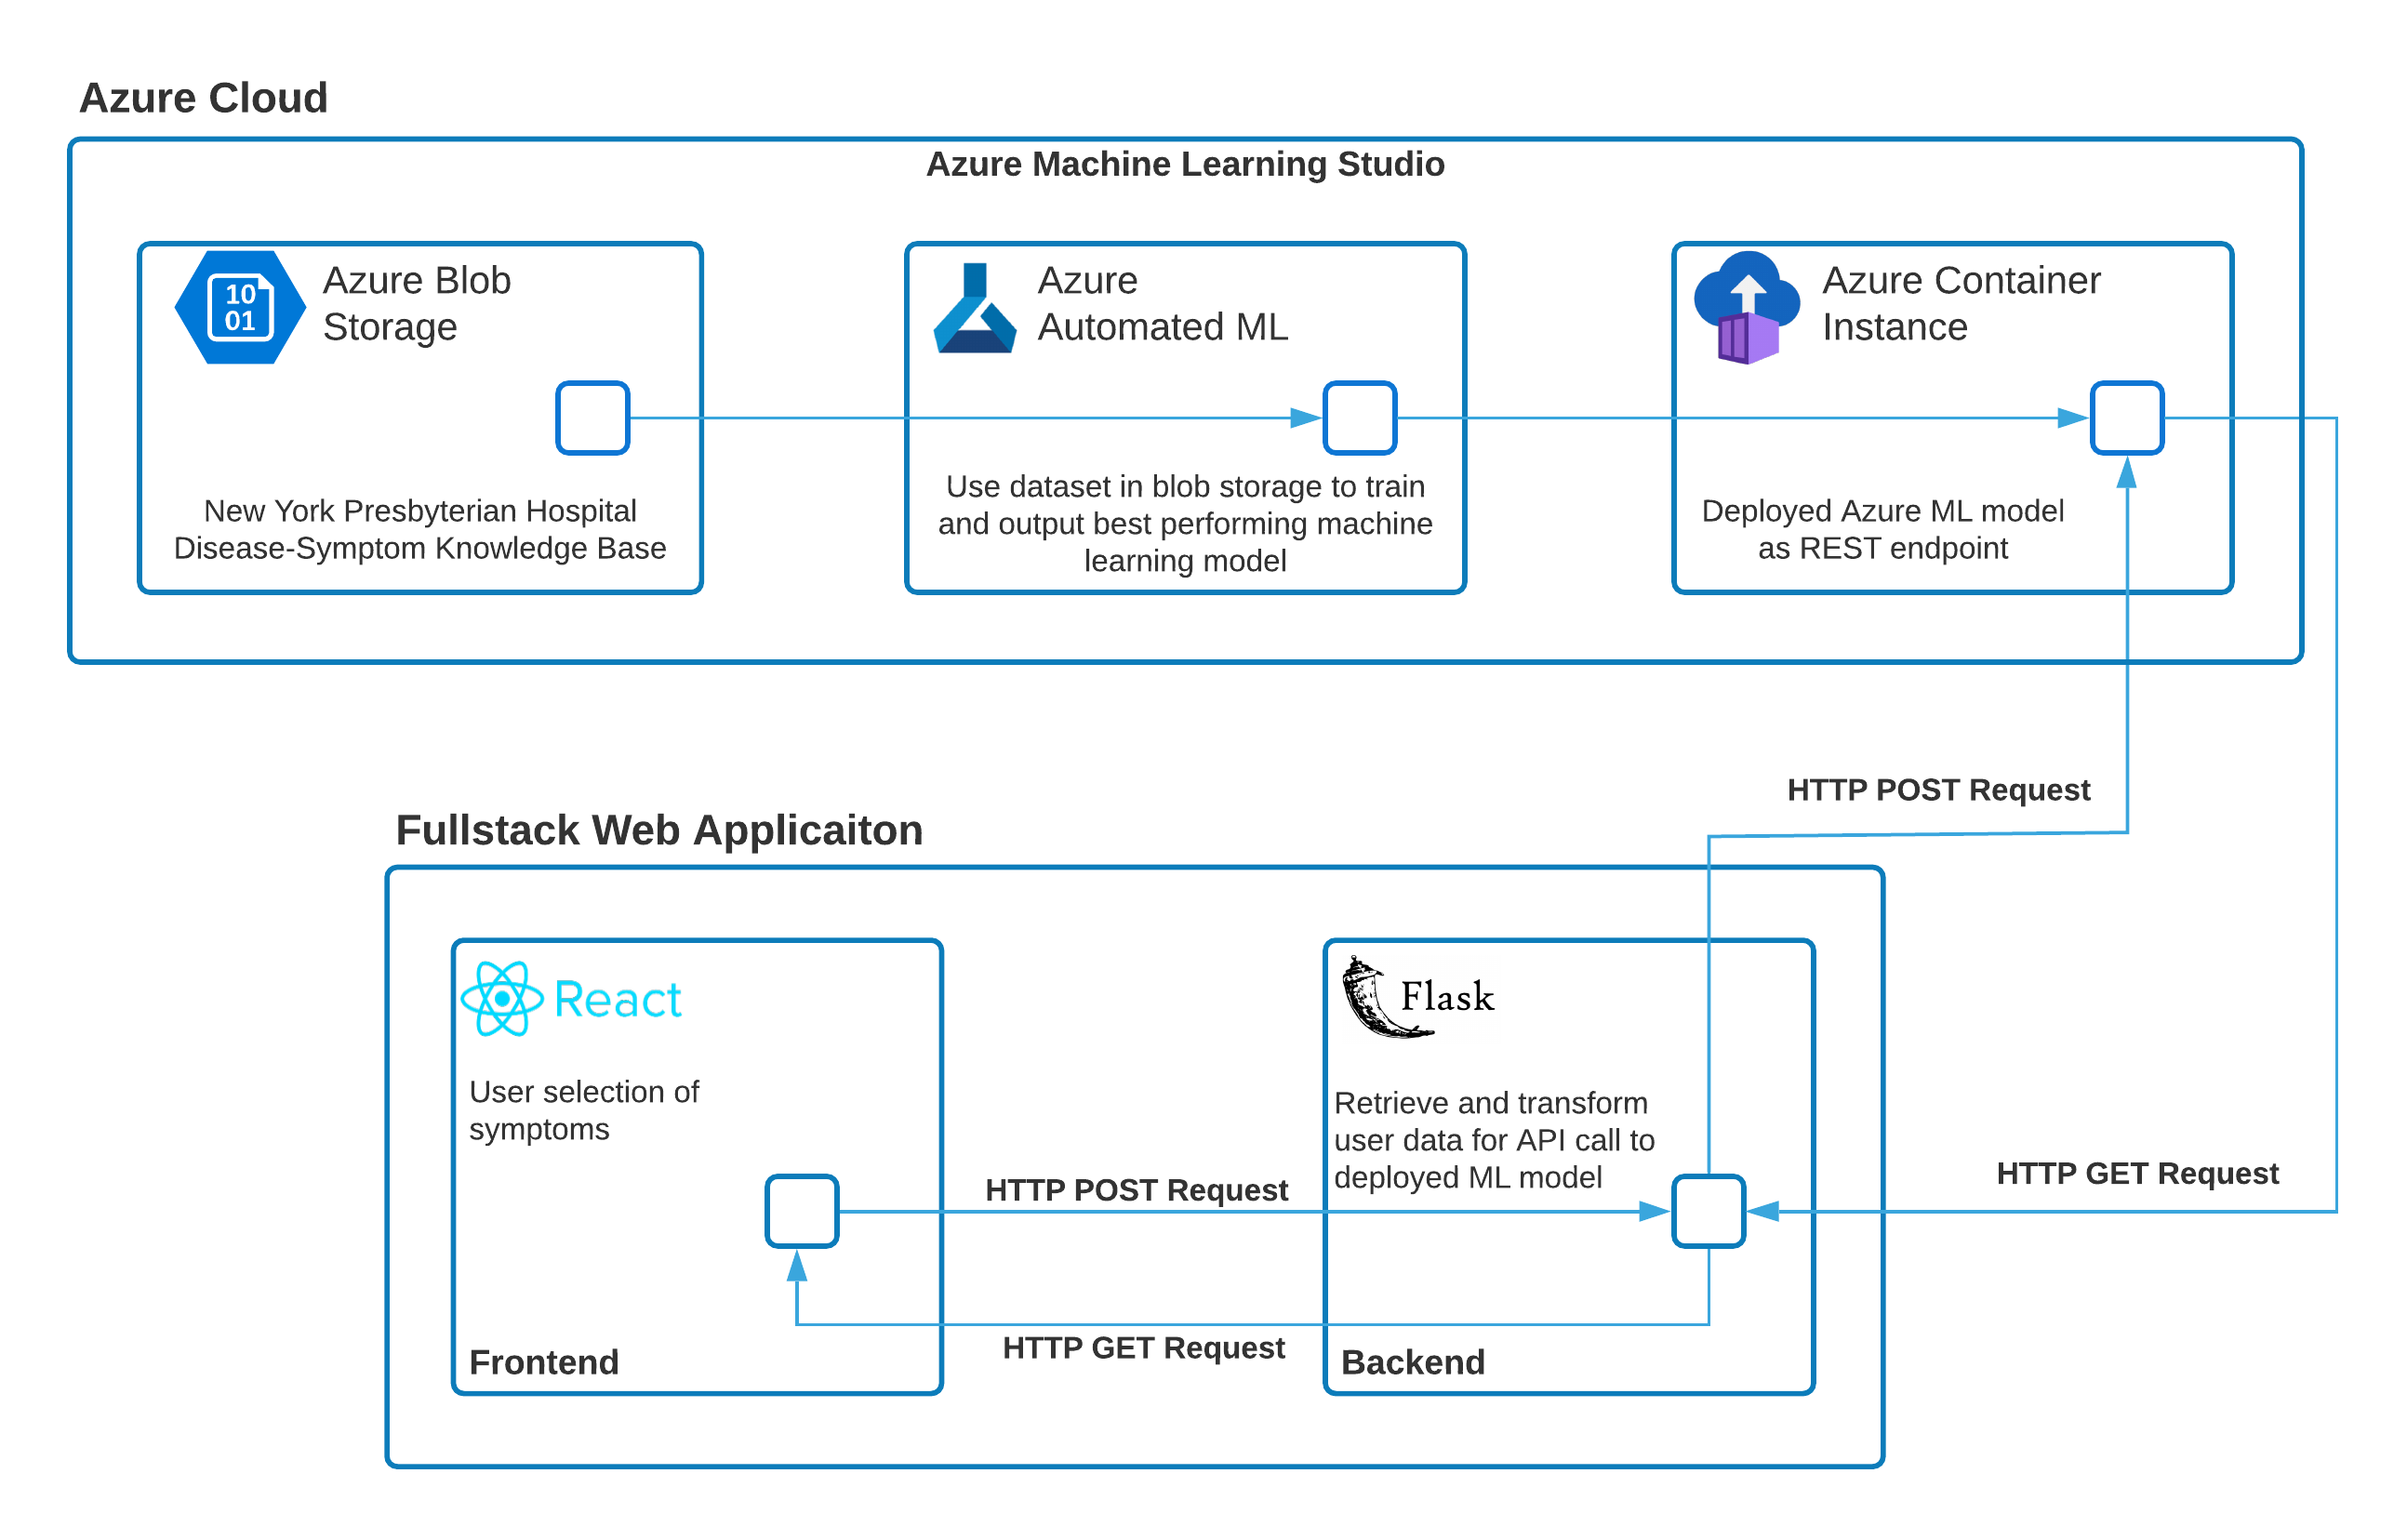 Azure Cloud
Azure Machine Learning Studio
10
01
Azure Blob
Storage
New York Presbyterian Hospital
Disease-Symptom Knowledge Base
Azure
Automated ML
Use dataset in blob storage to train
and output best performing machine
learning model
Azure Container
Instance
Deployed Azure ML model
as REST endpoint
HTTP POST Request
Fullstack Web Applicaiton
React
User selection of
symptoms
Frontend
HTTP POST Request
HTTP GET Request
Flask
Retrieve and transform
user data for API call to
deployed ML model
Backend
HTTP GET Request